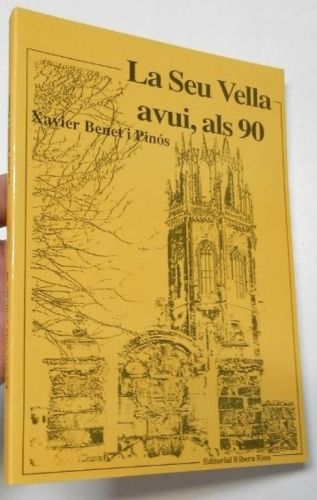 La Seu Vella
avui, als 90
Xavier Benet i Pinós
Editorial Ribera Rius